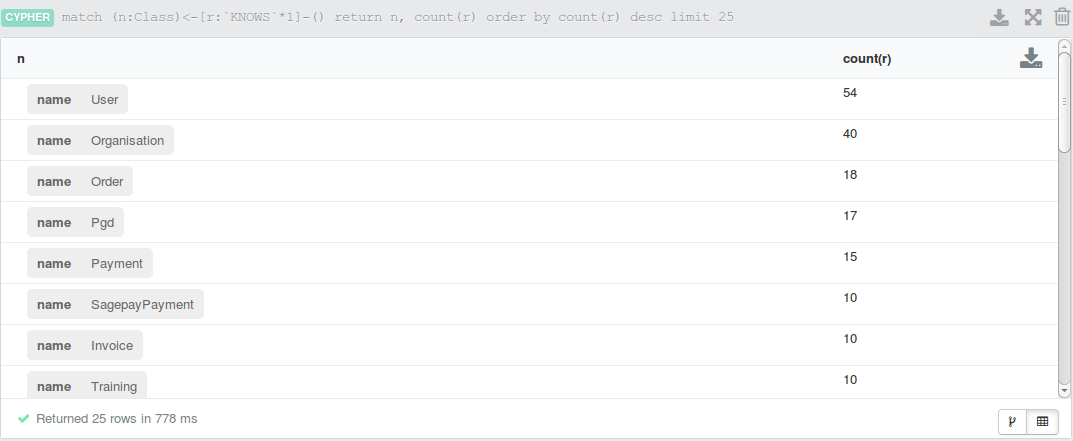 CYPHER match (n:Class)<-[r:`KNOWS`*1]-() return n, count(r) order by count(r) desc limit 25
n count(r)
name User 54
name Organisation 40
name Order 18
name Pgd 17
name Payment 15
name SagepayPayment 10
name Invoice 10
name Training 10
Returned 25 rows in 778 ms